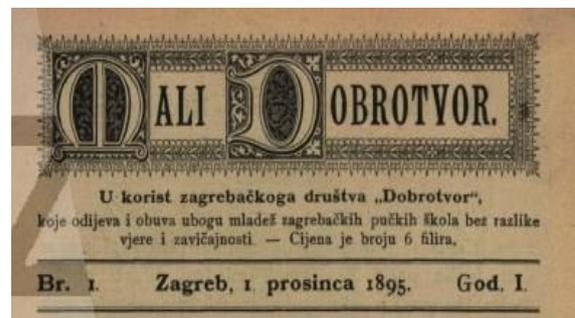 MALI DOBROTVOR.
U korist zagrebačkoga društva „Dobrotvor“,
koje odijeva i obuva ubogu mladež zagrebačkih pučkih škola bez razlike
vjere i zavičajnosti. — Cijena je broju 6 filira.
Br. 1. Zagreb, 1. prosinca 1895. God. I.